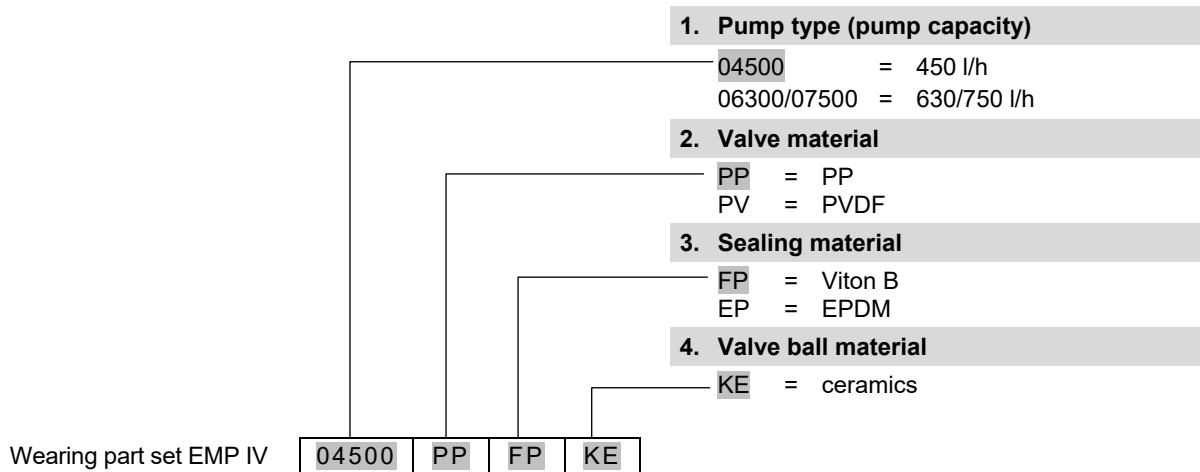 1. Pump type (pump capacity)
04500 = 450 l/h
06300/07500 = 630/750 l/h
2. Valve material
PP = PP
PV = PVDF
3. Sealing material
FP = Viton B
EP = EPDM
4. Valve ball material
KE = ceramics
Wearing part set EMP IV 04500 PP FP KE